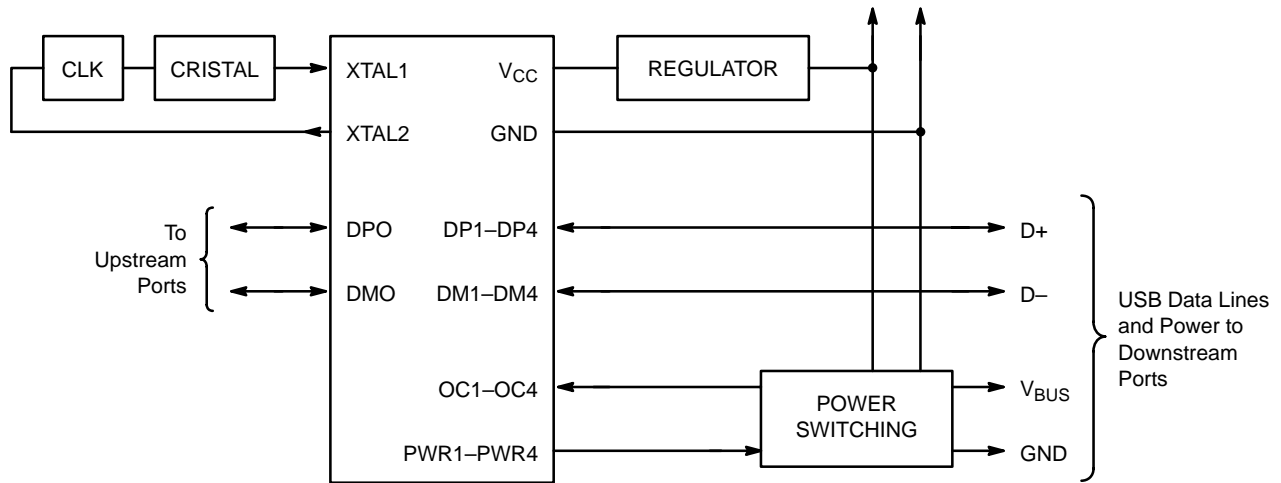 CLK
CRISTAL
XTAL1
VCC
REGULATOR
XTAL2
GND
To
Upstream
Ports
DPO
DP1–DP4
D+
DMO
DM1–DM4
D–
USB Data Lines
and Power to
Downstream
Ports
OC1–OC4
POWER
SWITCHING
VBUS
PWR1–PWR4
GND